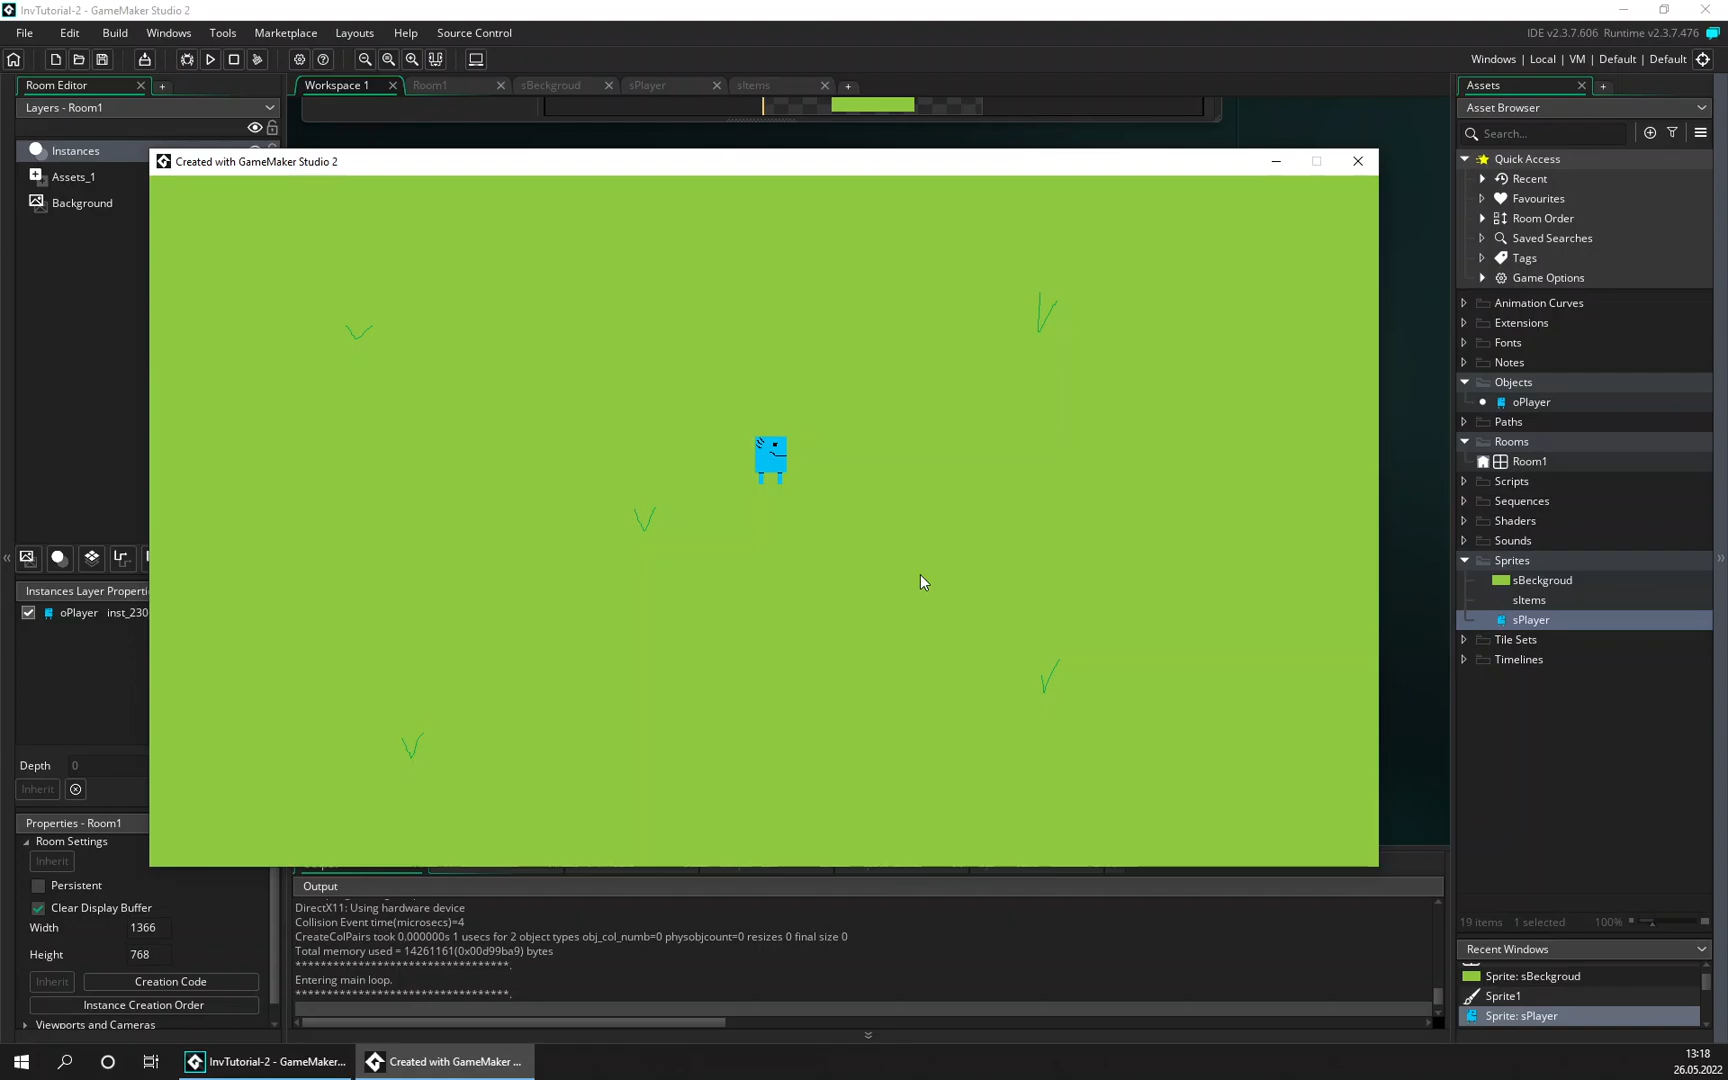 InvTutorial-2 - GameMaker Studio 2
File Edit Build Windows Tools Marketplace Layouts Help Source Control
IDE v2.3.7.606 Runtime v2.3.7.476
Windows | Local | VM | Default | Default
Room Editor
Workspace 1
Room1
sBeckgroud
sPlayer
sItems
Layers - Room1
Instances
Assets_1
Background
Created with GameMaker Studio 2
Instances Layer Properti
oPlayer inst_230
Depth 0
Inherit
Properties - Room1
Room Settings
Inherit
Persistent
Clear Display Buffer
Width 1366
Height 768
Inherit
Creation Code
Instance Creation Order
Viewports and Cameras
Output
DirectX11: Using hardware device
Collision Event time(microsecs)=4
CreateColPairs took 0.000000s 1 usecs for 2 object types obj_col_numb=0 physobjcount=0 resizes 0 final size 0
Total memory used = 14261161(0x00d99ba9) bytes
**********************************.
Entering main loop.
**********************************.
Assets
Asset Browser
Search...
Quick Access
Recent
Favourites
Room Order
Saved Searches
Tags
Game Options
Animation Curves
Extensions
Fonts
Notes
Objects
oPlayer
Paths
Rooms
Room1
Scripts
Sequences
Shaders
Sounds
Sprites
sBeckgroud
sItems
sPlayer
Tile Sets
Timelines
19 items 1 selected 100%
Recent Windows
Sprite: sBeckgroud
Sprite1
Sprite: sPlayer
InvTutorial-2 - GameMaker...
Created with GameMaker ...
13:18
26.05.2022